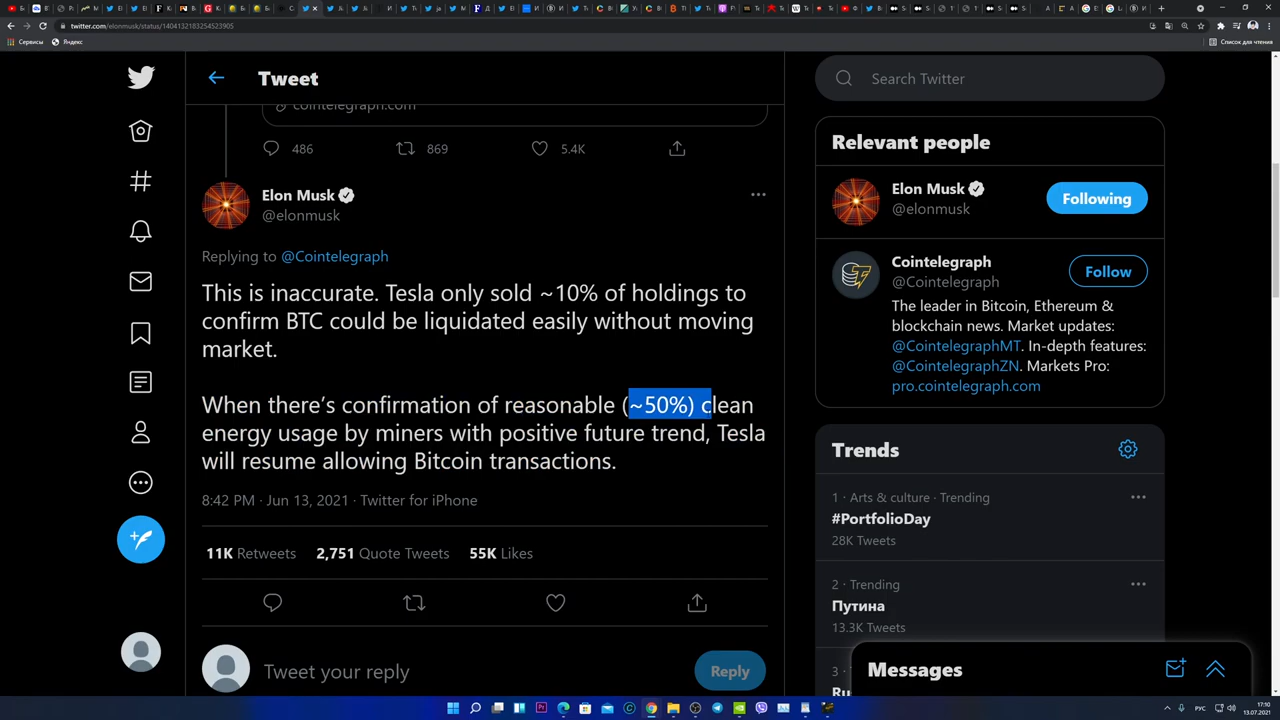 twitter.com/elonmusk/status/1404132183254523905
Сервисы
Яндекс
Список для чтения
Tweet
cointelegraph.com
486
869
5.4K
Elon Musk
@elonmusk
Replying to @Cointelegraph
This is inaccurate. Tesla only sold ~10% of holdings to
confirm BTC could be liquidated easily without moving
market.
When there's confirmation of reasonable (~50%) clean
energy usage by miners with positive future trend, Tesla
will resume allowing Bitcoin transactions.
8:42 PM · Jun 13, 2021 · Twitter for iPhone
11K Retweets 2,751 Quote Tweets 55K Likes
Tweet your reply
Reply
Search Twitter
Relevant people
Elon Musk
@elonmusk
Following
Cointelegraph
@Cointelegraph
Follow
The leader in Bitcoin, Ethereum &
blockchain news. Market updates:
@CointelegraphMT. In-depth features:
@CointelegraphZN. Markets Pro:
pro.cointelegraph.com
Trends
1 · Arts & culture · Trending
#PortfolioDay
28K Tweets
2 · Trending
Путина
13.3K Tweets
3 ·
Ru
Messages
РУС
17:10
13.07.2021